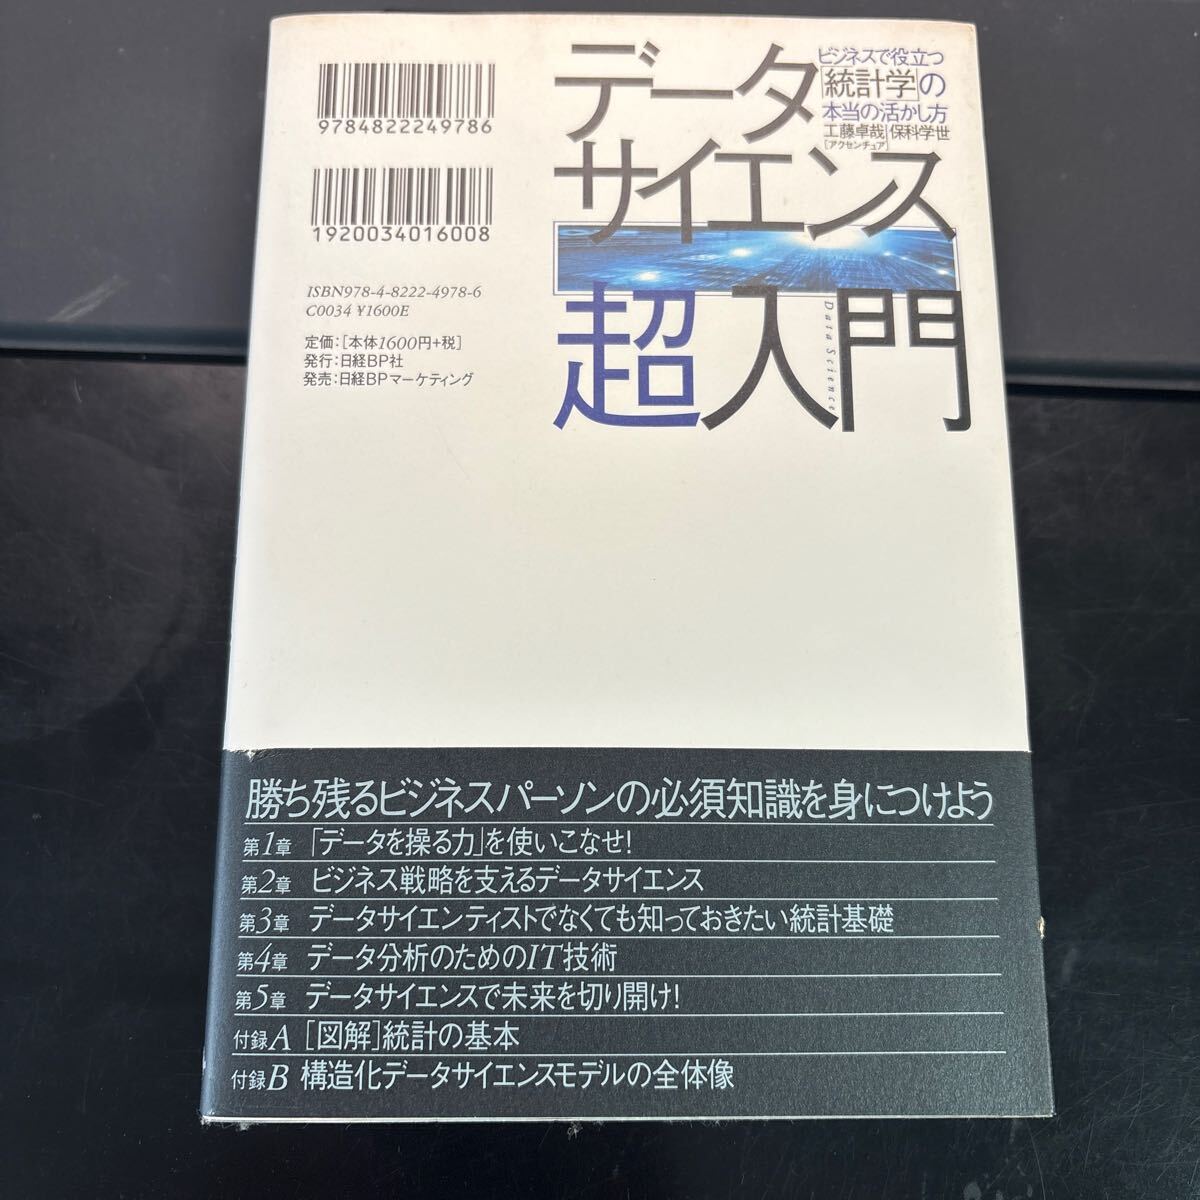 9784822249786
1920034016008
ISBN978-4-8222-4978-6
C0034 ¥1600E
定価：［本体1600円+税］
発行：日経BP社
発売：日経BPマーケティング
データ
サイエンス
超入門
Data Science
ビジネスで役立つ
「統計学」の
本当の活かし方
工藤卓哉 保科学世
［アクセンチュア］
勝ち残るビジネスパーソンの必須知識を身につけよう
第1章 「データを操る力」を使いこなせ！
第2章 ビジネス戦略を支えるデータサイエンス
第3章 データサイエンティストでなくても知っておきたい統計基礎
第4章 データ分析のためのIT技術
第5章 データサイエンスで未来を切り開け！
付録A ［図解］統計の基本
付録B 構造化データサイエンスモデルの全体像